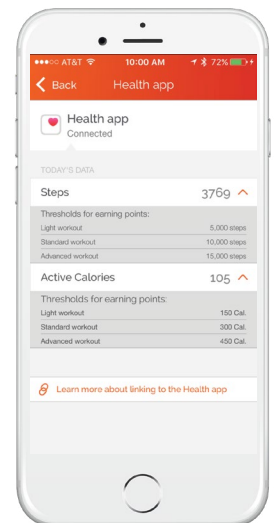 AT&T 10:00 AM 72%
Back Health app
Health app
Connected
TODAY'S DATA
Steps 3769
Thresholds for earning points:
Light workout 5,000 steps
Standard workout 10,000 steps
Advanced workout 15,000 steps
Active Calories 105
Thresholds for earning points:
Light workout 150 Cal.
Standard workout 300 Cal.
Advanced workout 450 Cal.
Learn more about linking to the Health app